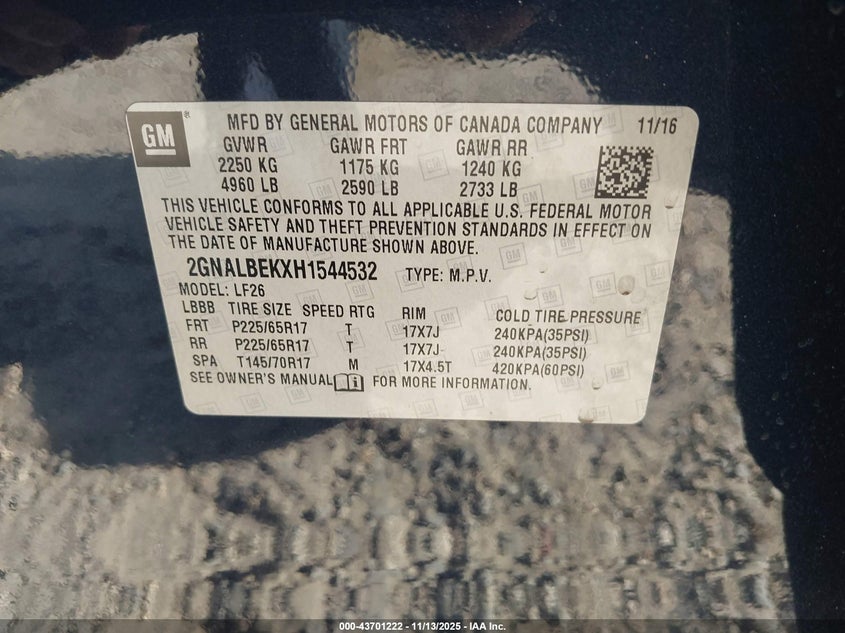 GM ® MFD BY GENERAL MOTORS OF CANADA COMPANY 11/16
GVWR GAWR FRT GAWR RR
2250 KG 1175 KG 1240 KG
4960 LB 2590 LB 2733 LB
THIS VEHICLE CONFORMS TO ALL APPLICABLE U.S. FEDERAL MOTOR
VEHICLE SAFETY AND THEFT PREVENTION STANDARDS IN EFFECT ON
THE DATE OF MANUFACTURE SHOWN ABOVE.
2GNALBEKXH1544532 TYPE: M.P.V.
MODEL: LF26
LBBB TIRE SIZE SPEED RTG RIM COLD TIRE PRESSURE
FRT P225/65R17 T 17X7J 240KPA(35PSI)
RR P225/65R17 T 17X7J 240KPA(35PSI)
SPA T145/70R17 M 17X4.5T 420KPA(60PSI)
SEE OWNER'S MANUAL FOR MORE INFORMATION.
000-43701222 - 11/13/2025 - IAA Inc.